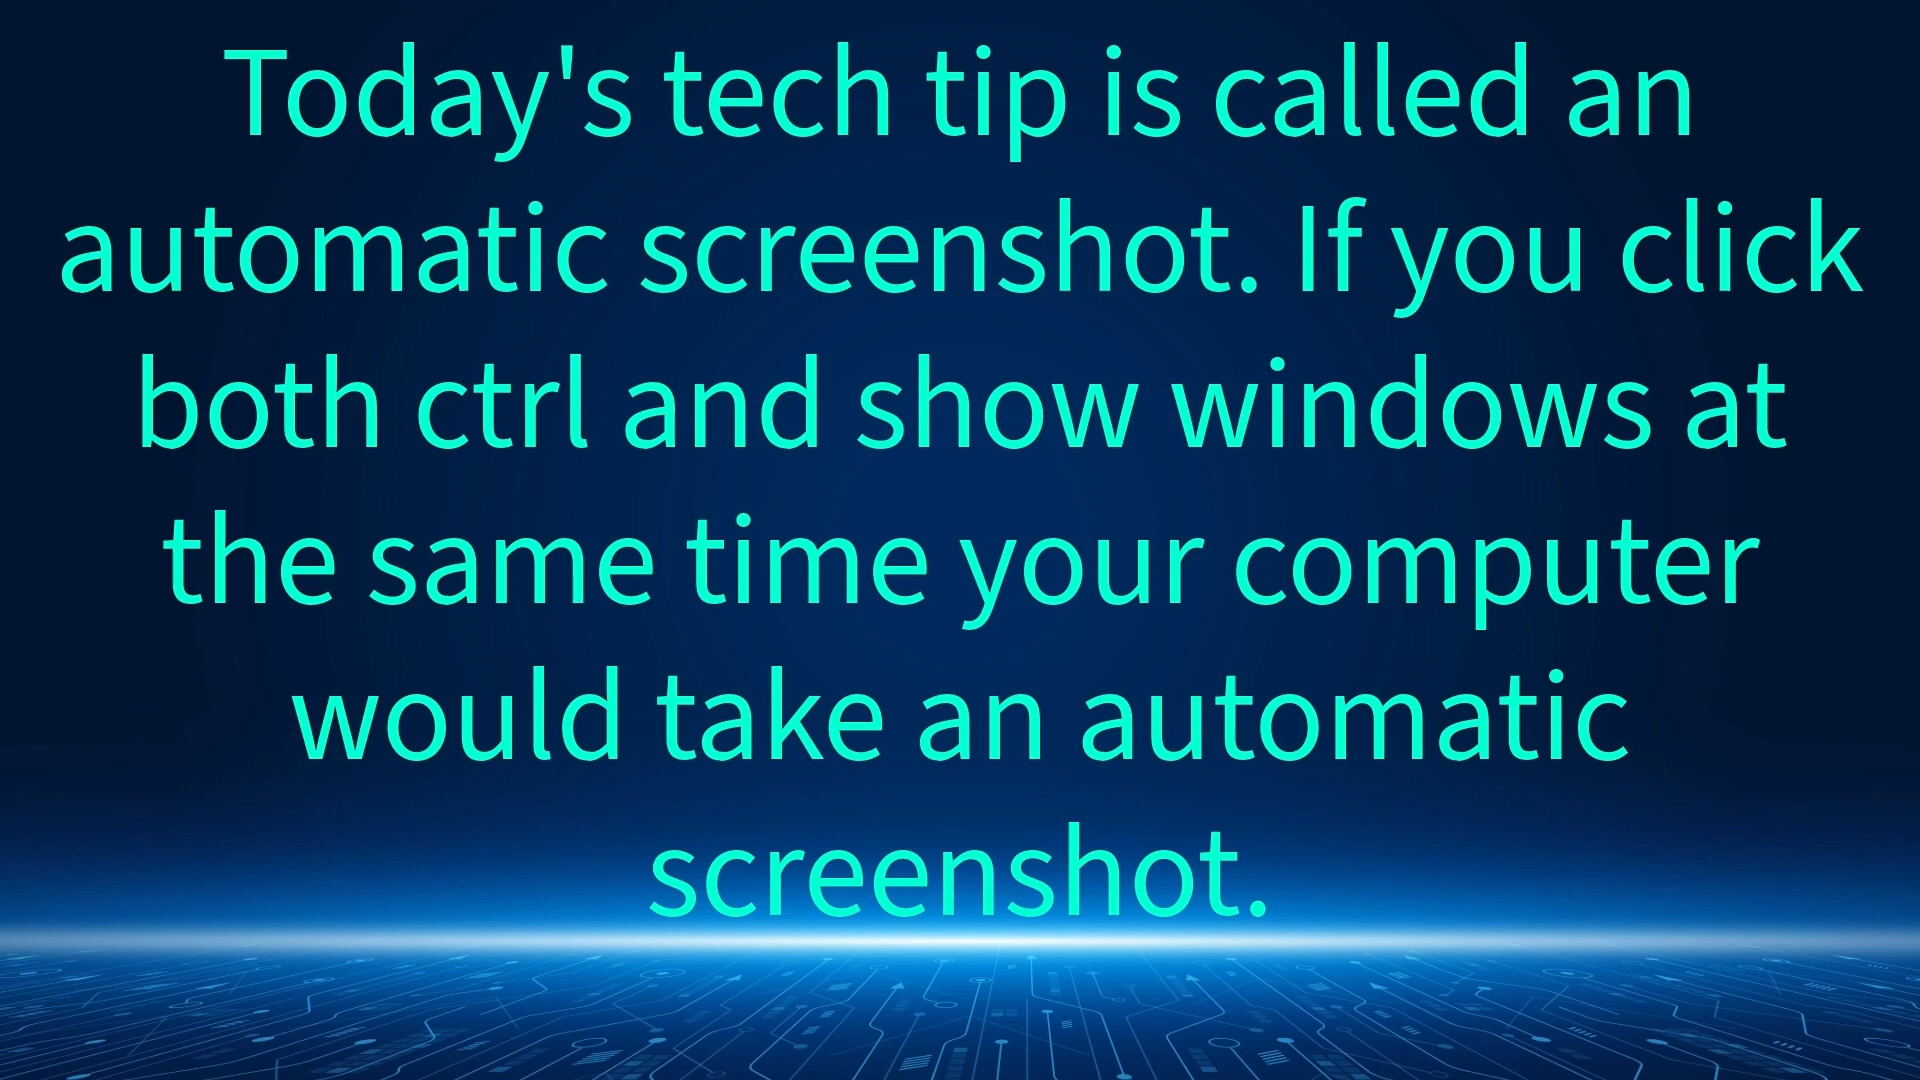 Today's tech tip is called an
automatic screenshot. If you click
both ctrl and show windows at
the same time your computer
would take an automatic
screenshot.